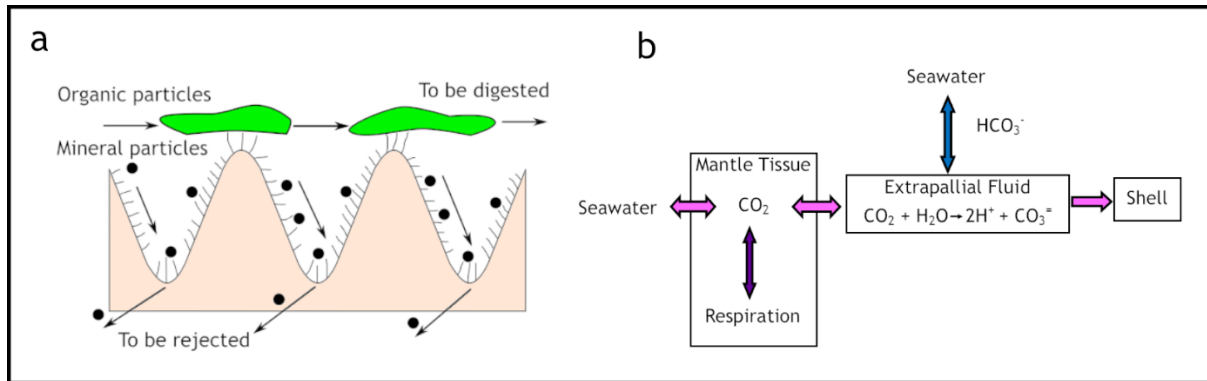 a
Organic particles
To be digested
Mineral particles
To be rejected
b
Seawater
HCO₃⁻
Mantle Tissue
CO₂
Seawater
Respiration
Extrapallial Fluid
CO₂ + H₂O→2H⁺ + CO₃⁼
Shell